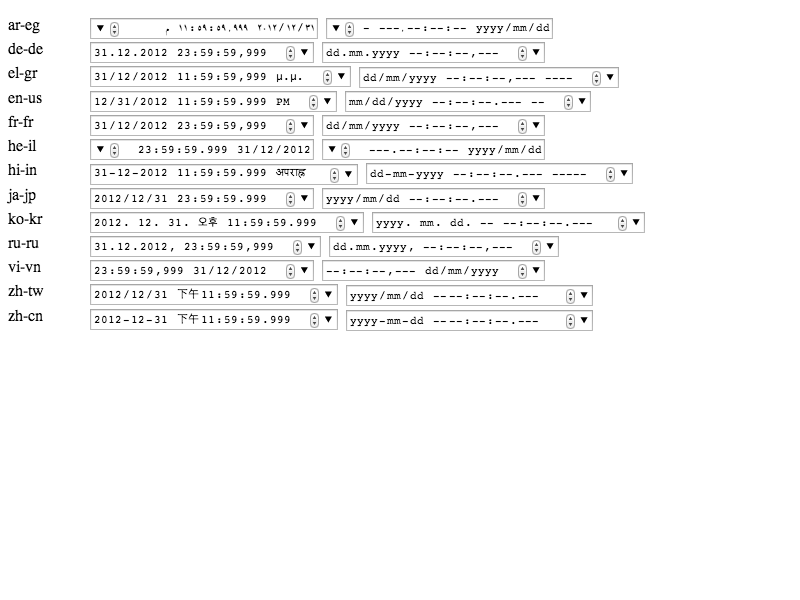 ar-eg م ١١:٥٩:٥٩.٩٩٩ ٢٠١٢/١٢/٣١ - ---.--:--:-- yyyy/mm/dd
de-de 31.12.2012 23:59:59,999 dd.mm.yyyy --:--:--,---
el-gr 31/12/2012 11:59:59,999 μ.μ. dd/mm/yyyy --:--:--,--- ----
en-us 12/31/2012 11:59:59.999 PM mm/dd/yyyy --:--:--.--- --
fr-fr 31/12/2012 23:59:59,999 dd/mm/yyyy --:--:--,---
he-il 23:59:59.999 31/12/2012 ---.--:--:-- yyyy/mm/dd
hi-in 31-12-2012 11:59:59.999 अपराह्न dd-mm-yyyy --:--:--.--- -----
ja-jp 2012/12/31 23:59:59.999 yyyy/mm/dd --:--:--.---
ko-kr 2012. 12. 31. 오후 11:59:59.999 yyyy. mm. dd. -- --:--:--.---
ru-ru 31.12.2012, 23:59:59,999 dd.mm.yyyy, --:--:--,---
vi-vn 23:59:59,999 31/12/2012 --:--:--,--- dd/mm/yyyy
zh-tw 2012/12/31 下午11:59:59.999 yyyy/mm/dd ----:--:--.---
zh-cn 2012-12-31 下午11:59:59.999 yyyy-mm-dd ----:--:--.---